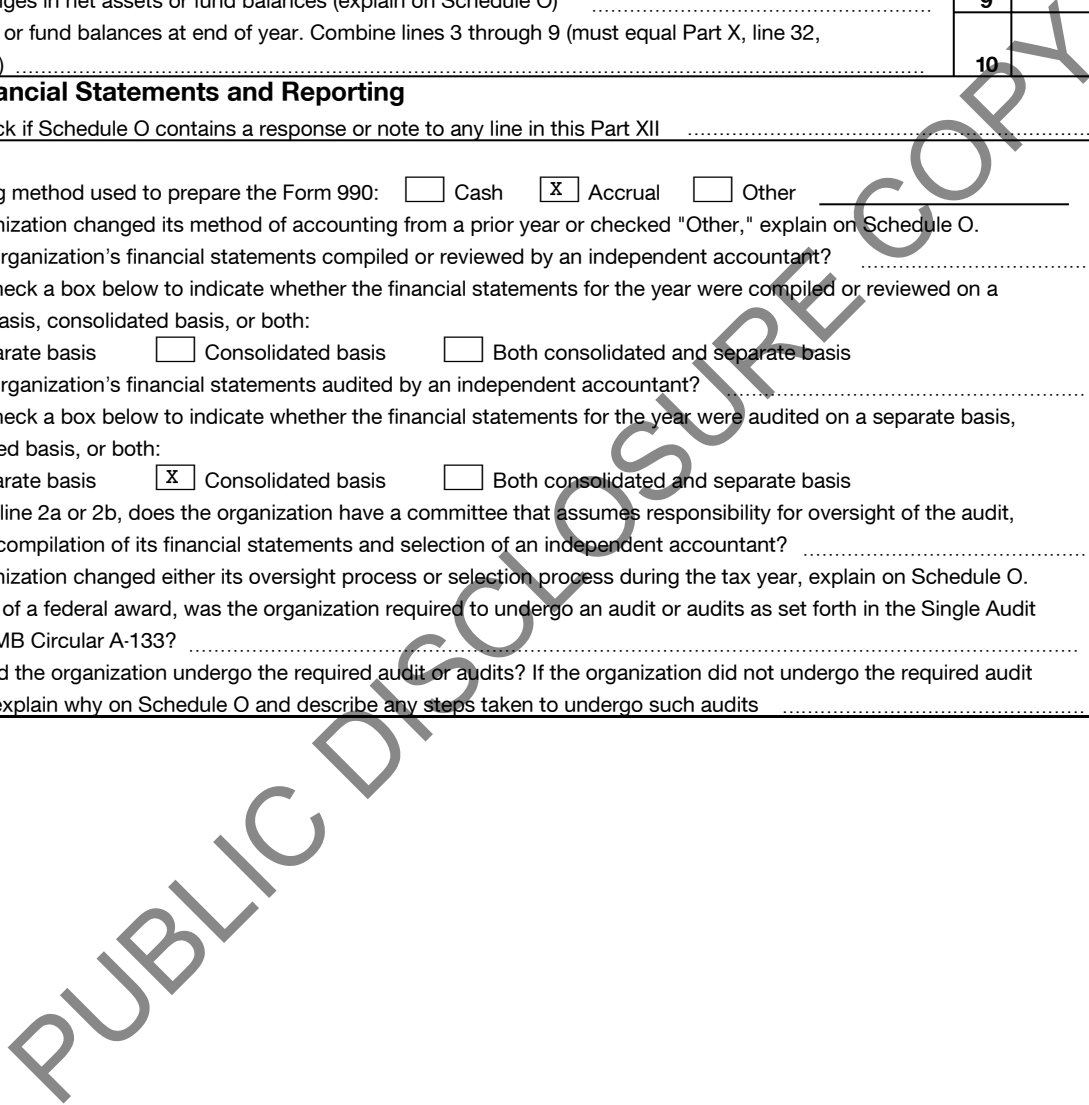 nges in net assets or fund balances (explain on Schedule O) 9
or fund balances at end of year. Combine lines 3 through 9 (must equal Part X, line 32,
) 10
ancial Statements and Reporting
ck if Schedule O contains a response or note to any line in this Part XII
g method used to prepare the Form 990: Cash X Accrual Other
nization changed its method of accounting from a prior year or checked "Other," explain on Schedule O.
rganization's financial statements compiled or reviewed by an independent accountant?
heck a box below to indicate whether the financial statements for the year were compiled or reviewed on a
asis, consolidated basis, or both:
arate basis Consolidated basis Both consolidated and separate basis
rganization's financial statements audited by an independent accountant?
heck a box below to indicate whether the financial statements for the year were audited on a separate basis,
ed basis, or both:
arate basis X Consolidated basis Both consolidated and separate basis
line 2a or 2b, does the organization have a committee that assumes responsibility for oversight of the audit,
compilation of its financial statements and selection of an independent accountant?
nization changed either its oversight process or selection process during the tax year, explain on Schedule O.
of a federal award, was the organization required to undergo an audit or audits as set forth in the Single Audit
MB Circular A-133?
d the organization undergo the required audit or audits? If the organization did not undergo the required audit
explain why on Schedule O and describe any steps taken to undergo such audits
PUBLIC DISCLOSURE COPY